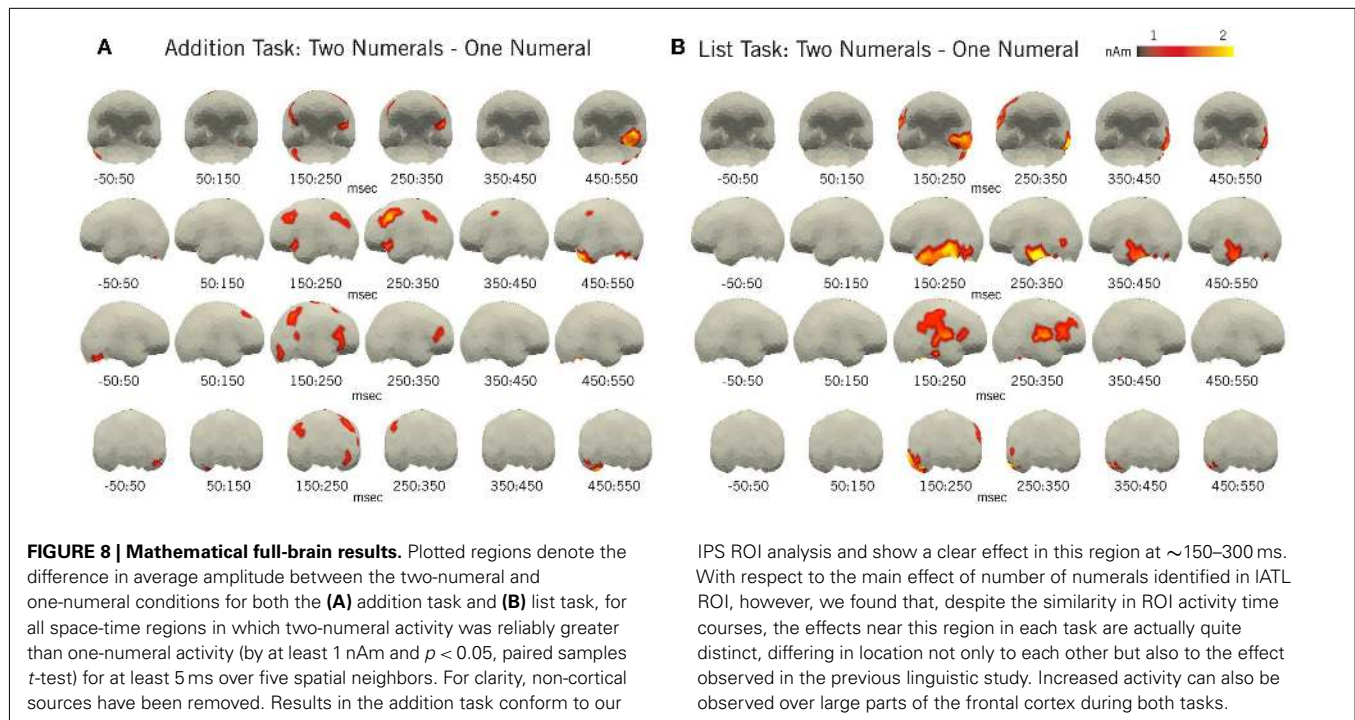 A Addition Task: Two Numerals - One Numeral
B List Task: Two Numerals - One Numeral
nAm 1 2
-50:50 50:150 150:250 250:350 350:450 450:550
msec
-50:50 50:150 150:250 250:350 350:450 450:550
msec
-50:50 50:150 150:250 250:350 350:450 450:550
msec
-50:50 50:150 150:250 250:350 350:450 450:550
msec
-50:50 50:150 150:250 250:350 350:450 450:550
msec
-50:50 50:150 150:250 250:350 350:450 450:550
msec
-50:50 50:150 150:250 250:350 350:450 450:550
msec
-50:50 50:150 150:250 250:350 350:450 450:550
msec
FIGURE 8 | Mathematical full-brain results. Plotted regions denote the
difference in average amplitude between the two-numeral and
one-numeral conditions for both the (A) addition task and (B) list task, for
all space-time regions in which two-numeral activity was reliably greater
than one-numeral activity (by at least 1 nAm and p < 0.05, paired samples
t-test) for at least 5 ms over five spatial neighbors. For clarity, non-cortical
sources have been removed. Results in the addition task conform to our
IPS ROI analysis and show a clear effect in this region at ∼150–300 ms.
With respect to the main effect of number of numerals identified in lATL
ROI, however, we found that, despite the similarity in ROI activity time
courses, the effects near this region in each task are actually quite
distinct, differing in location not only to each other but also to the effect
observed in the previous linguistic study. Increased activity can also be
observed over large parts of the frontal cortex during both tasks.